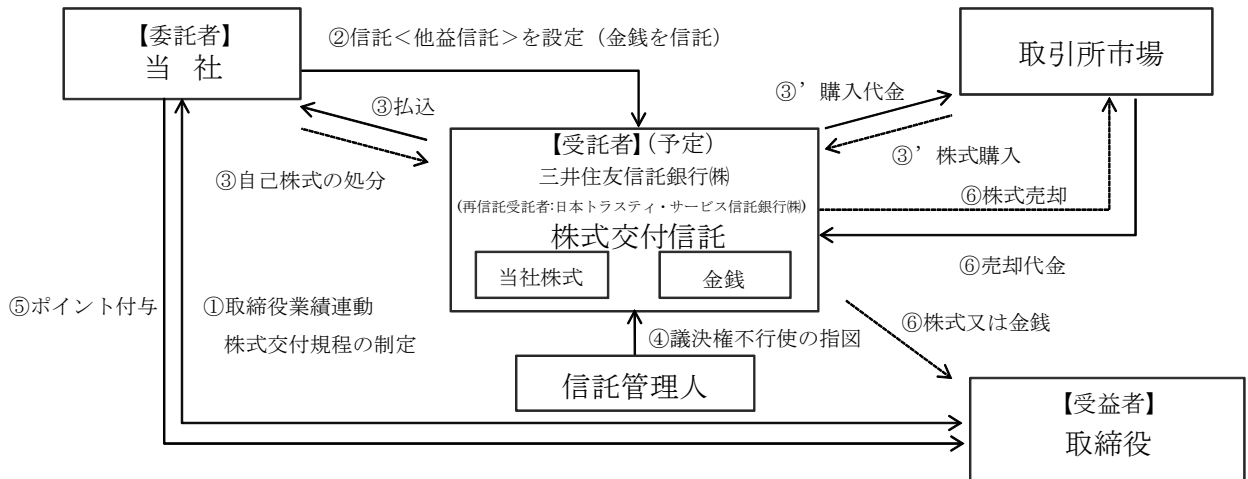 【委託者】
当 社
②信託<他益信託>を設定(金銭を信託)
取引所市場
③払込
③’購入代金
【受託者】(予定)
三井住友信託銀行㈱
(再信託受託者:日本トラスティ・サービス信託銀行㈱)
株式交付信託
当社株式
金銭
③自己株式の処分
③’株式購入
⑥株式売却
⑥売却代金
⑤ポイント付与
①取締役業績連動
株式交付規程の制定
④議決権不行使の指図
⑥株式又は金銭
信託管理人
【受益者】
取締役